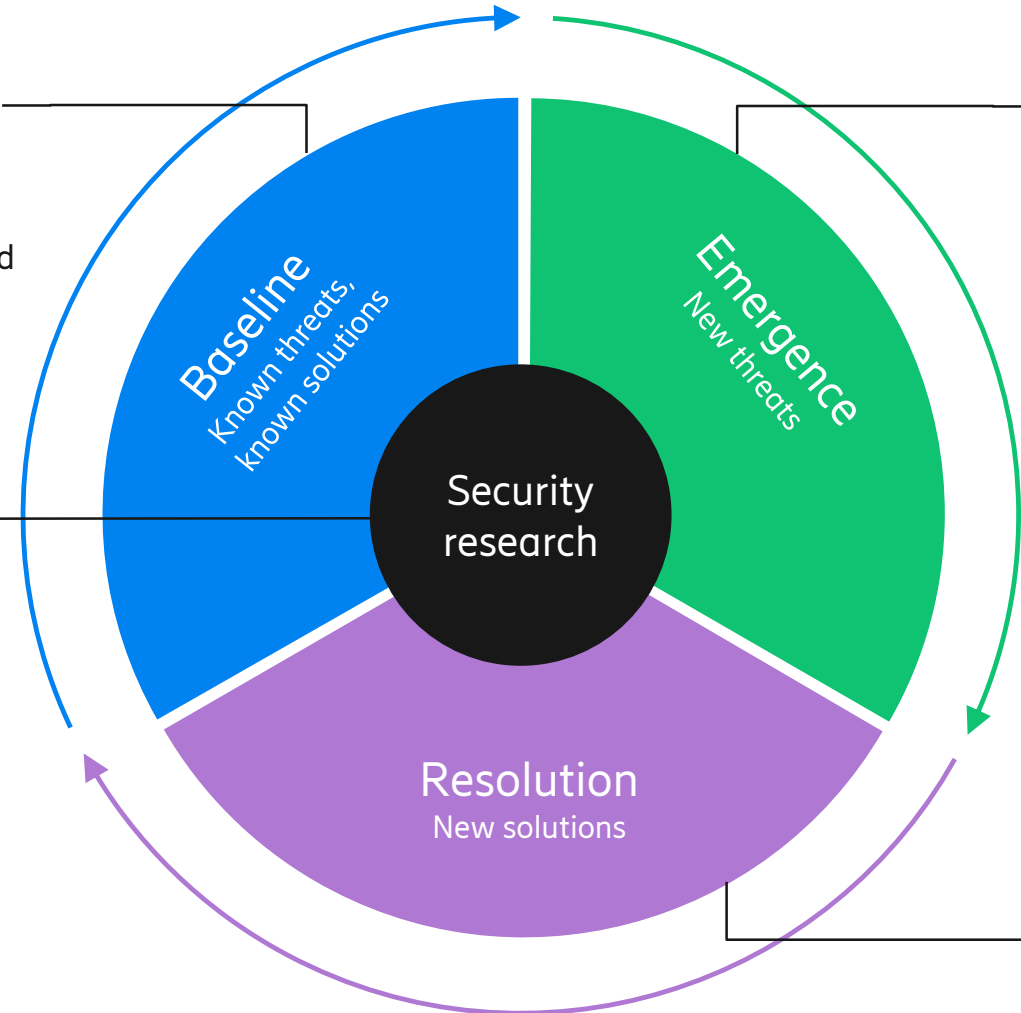 d
Baseline
Known threats,
known solutions
Emergence
New threats
Security
research
Resolution
New solutions